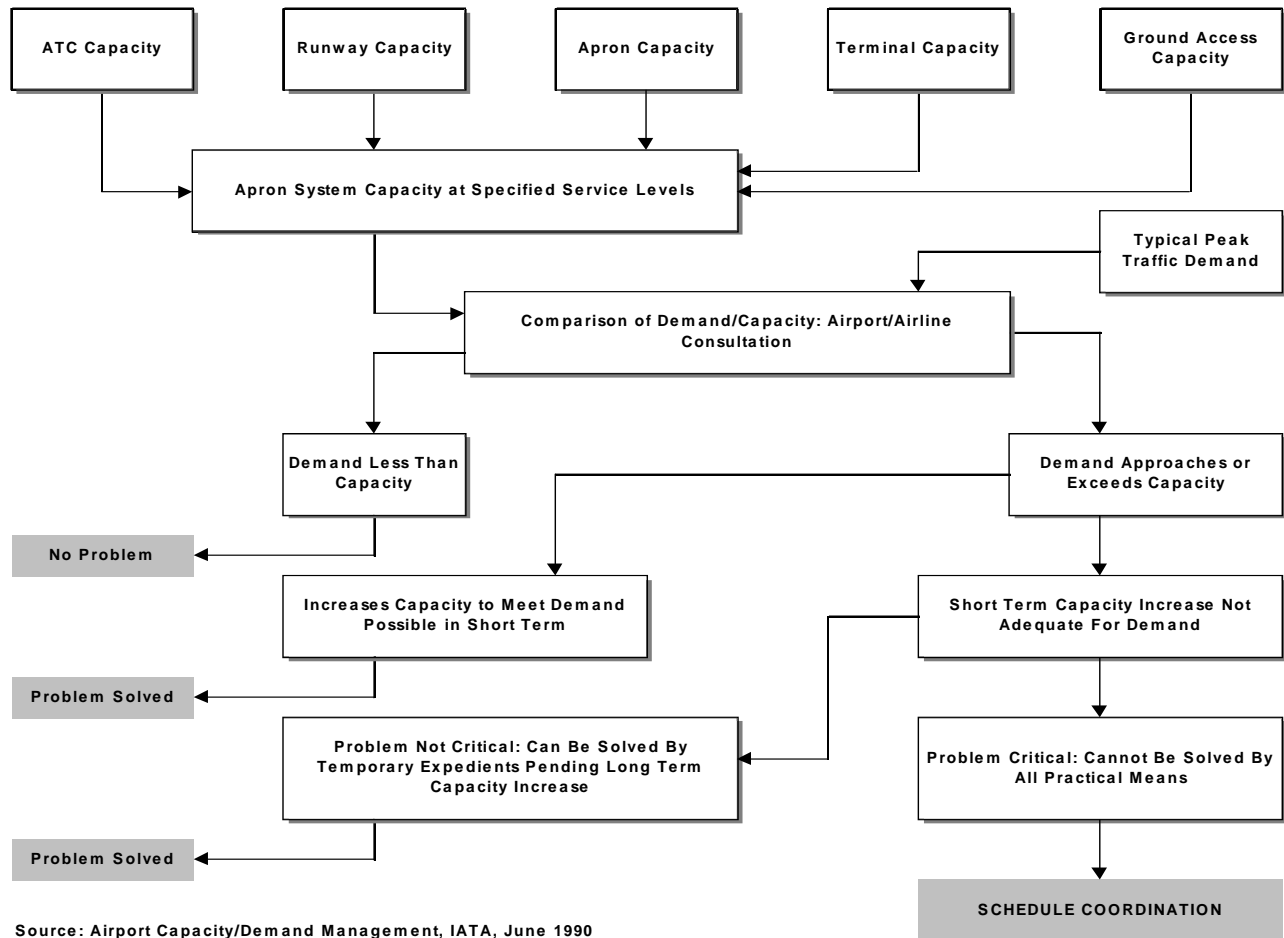 ATC Capacity
Runway Capacity
Apron Capacity
Terminal Capacity
Ground Access
Capacity
Apron System Capacity at Specified Service Levels
Typical Peak
Traffic Demand
Comparison of Demand/Capacity: Airport/Airline
Consultation
Demand Less Than
Capacity
Demand Approaches or
Exceeds Capacity
No Problem
Increases Capacity to Meet Demand
Possible in Short Term
Short Term Capacity Increase Not
Adequate For Demand
Problem Solved
Problem Not Critical: Can Be Solved By
Temporary Expedients Pending Long Term
Capacity Increase
Problem Critical: Cannot Be Solved By
All Practical Means
Problem Solved
SCHEDULE COORDINATION
Source: Airport Capacity/Demand Management, IATA, June 1990